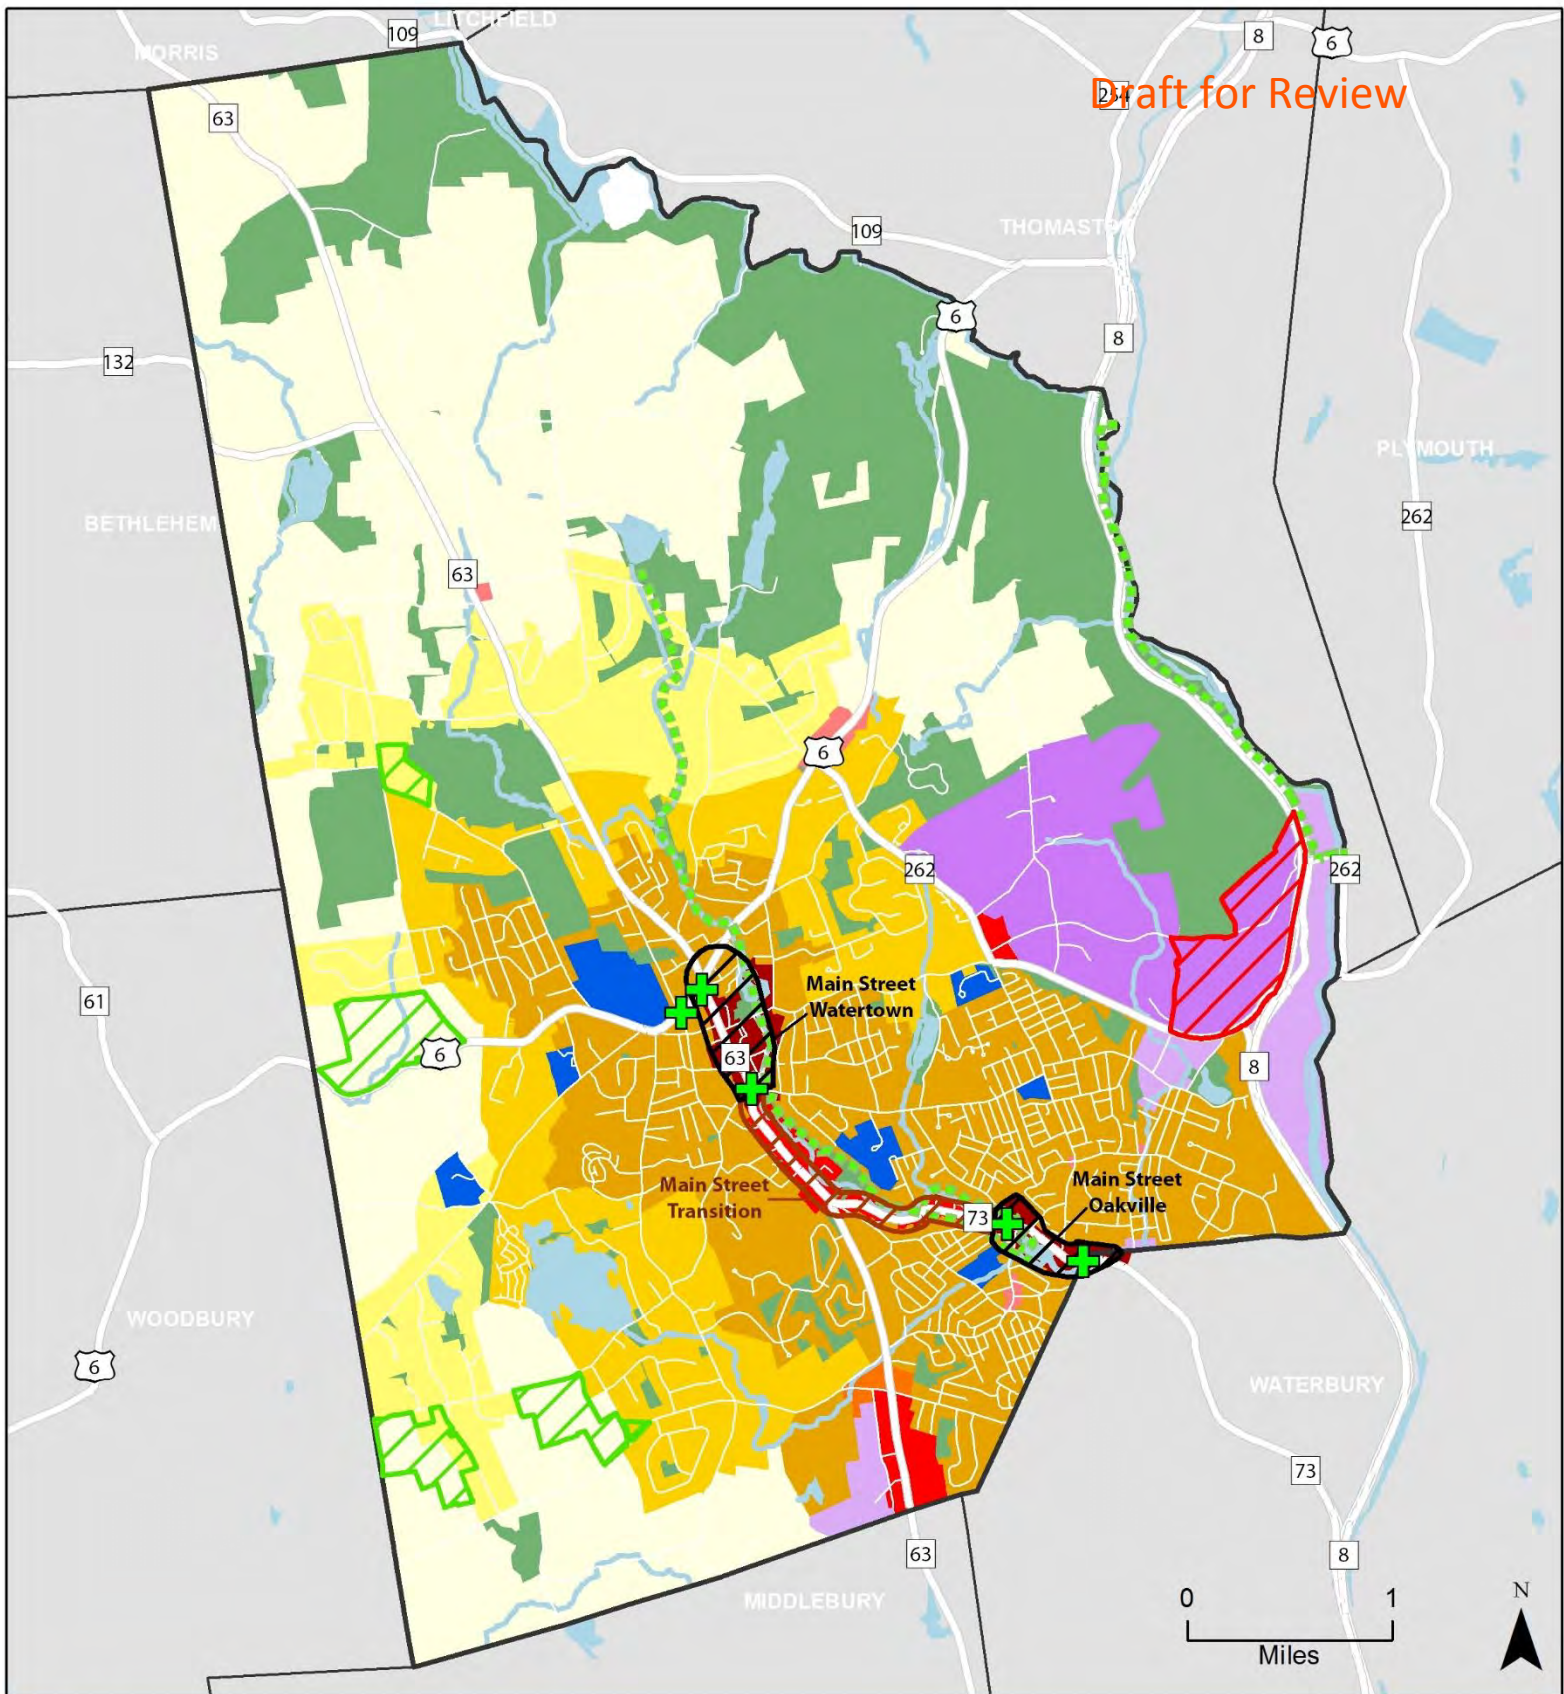 LITCHFIELD
109
8
6
MORRIS
254
Draft for Review
63
THOMASTON
109
6
8
132
PLYMOUTH
262
BETHLEHEM
63
6
262
262
61
Main Street
Watertown
6
63
8
Main Street
Transition
Main Street
Oakville
73
WOODBURY
6
WATERBURY
73
63
8
MIDDLEBURY
0 1
Miles
N